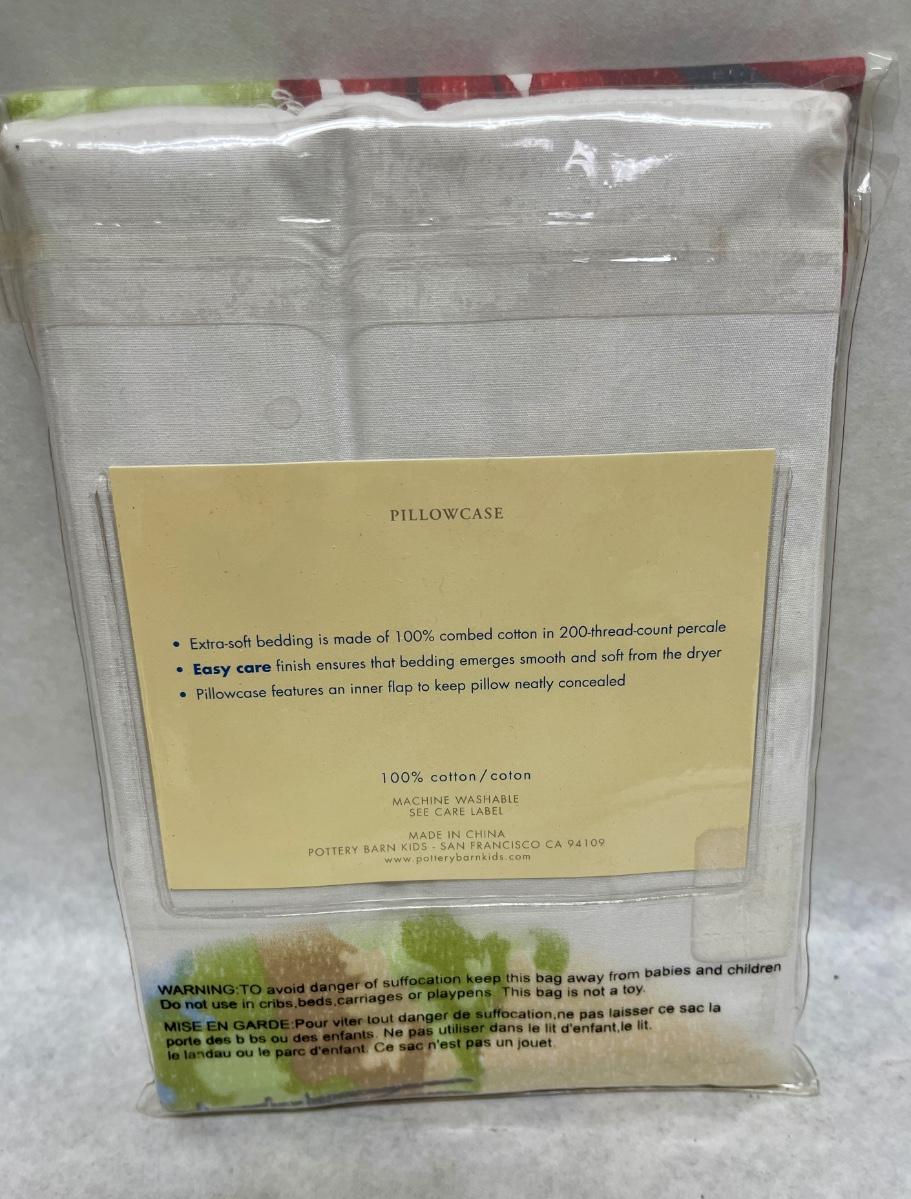 PILLOWCASE
• Extra-soft bedding is made of 100% combed cotton in 200-thread-count percale
• Easy care finish ensures that bedding emerges smooth and soft from the dryer
• Pillowcase features an inner flap to keep pillow neatly concealed
100% cotton/coton
MACHINE WASHABLE
SEE CARE LABEL
MADE IN CHINA
POTTERY BARN KIDS - SAN FRANCISCO CA 94109
www.potterybarnkids.com
WARNING:TO avoid danger of suffocation keep this bag away from babies and children
Do not use in cribs,beds,carriages or playpens. This bag is not a toy.
MISE EN GARDE:Pour viter tout danger de suffocation,ne pas laisser ce sac la
porte des b bs ou des enfants. Ne pas utiliser dans le lit d'enfant,le lit.
le landau ou le parc d'enfant. Ce sac n'est pas un jouet.